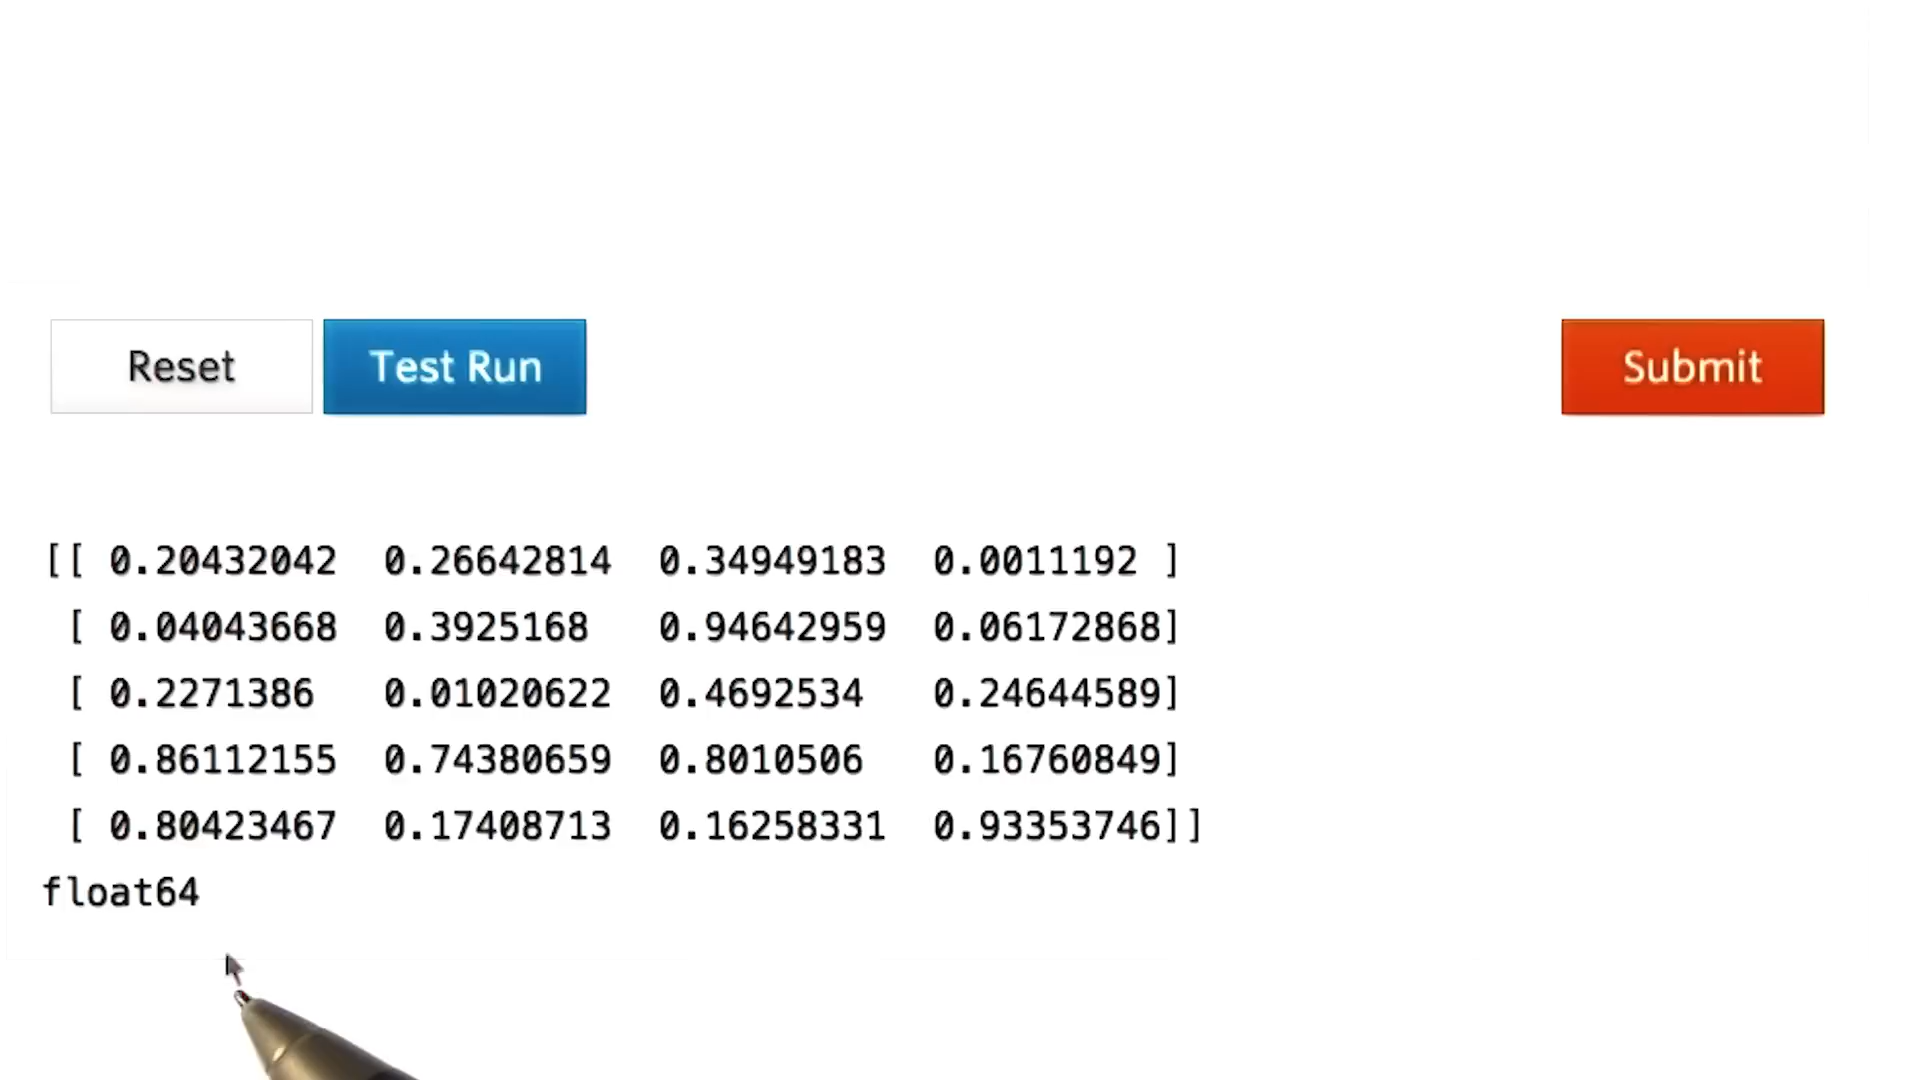 Reset Test Run Submit
[[ 0.20432042 0.26642814 0.34949183 0.0011192 ]
[ 0.04043668 0.3925168 0.94642959 0.06172868]
[ 0.2271386 0.01020622 0.4692534 0.24644589]
[ 0.86112155 0.74380659 0.8010506 0.16760849]
[ 0.80423467 0.17408713 0.16258331 0.93353746]]
float64